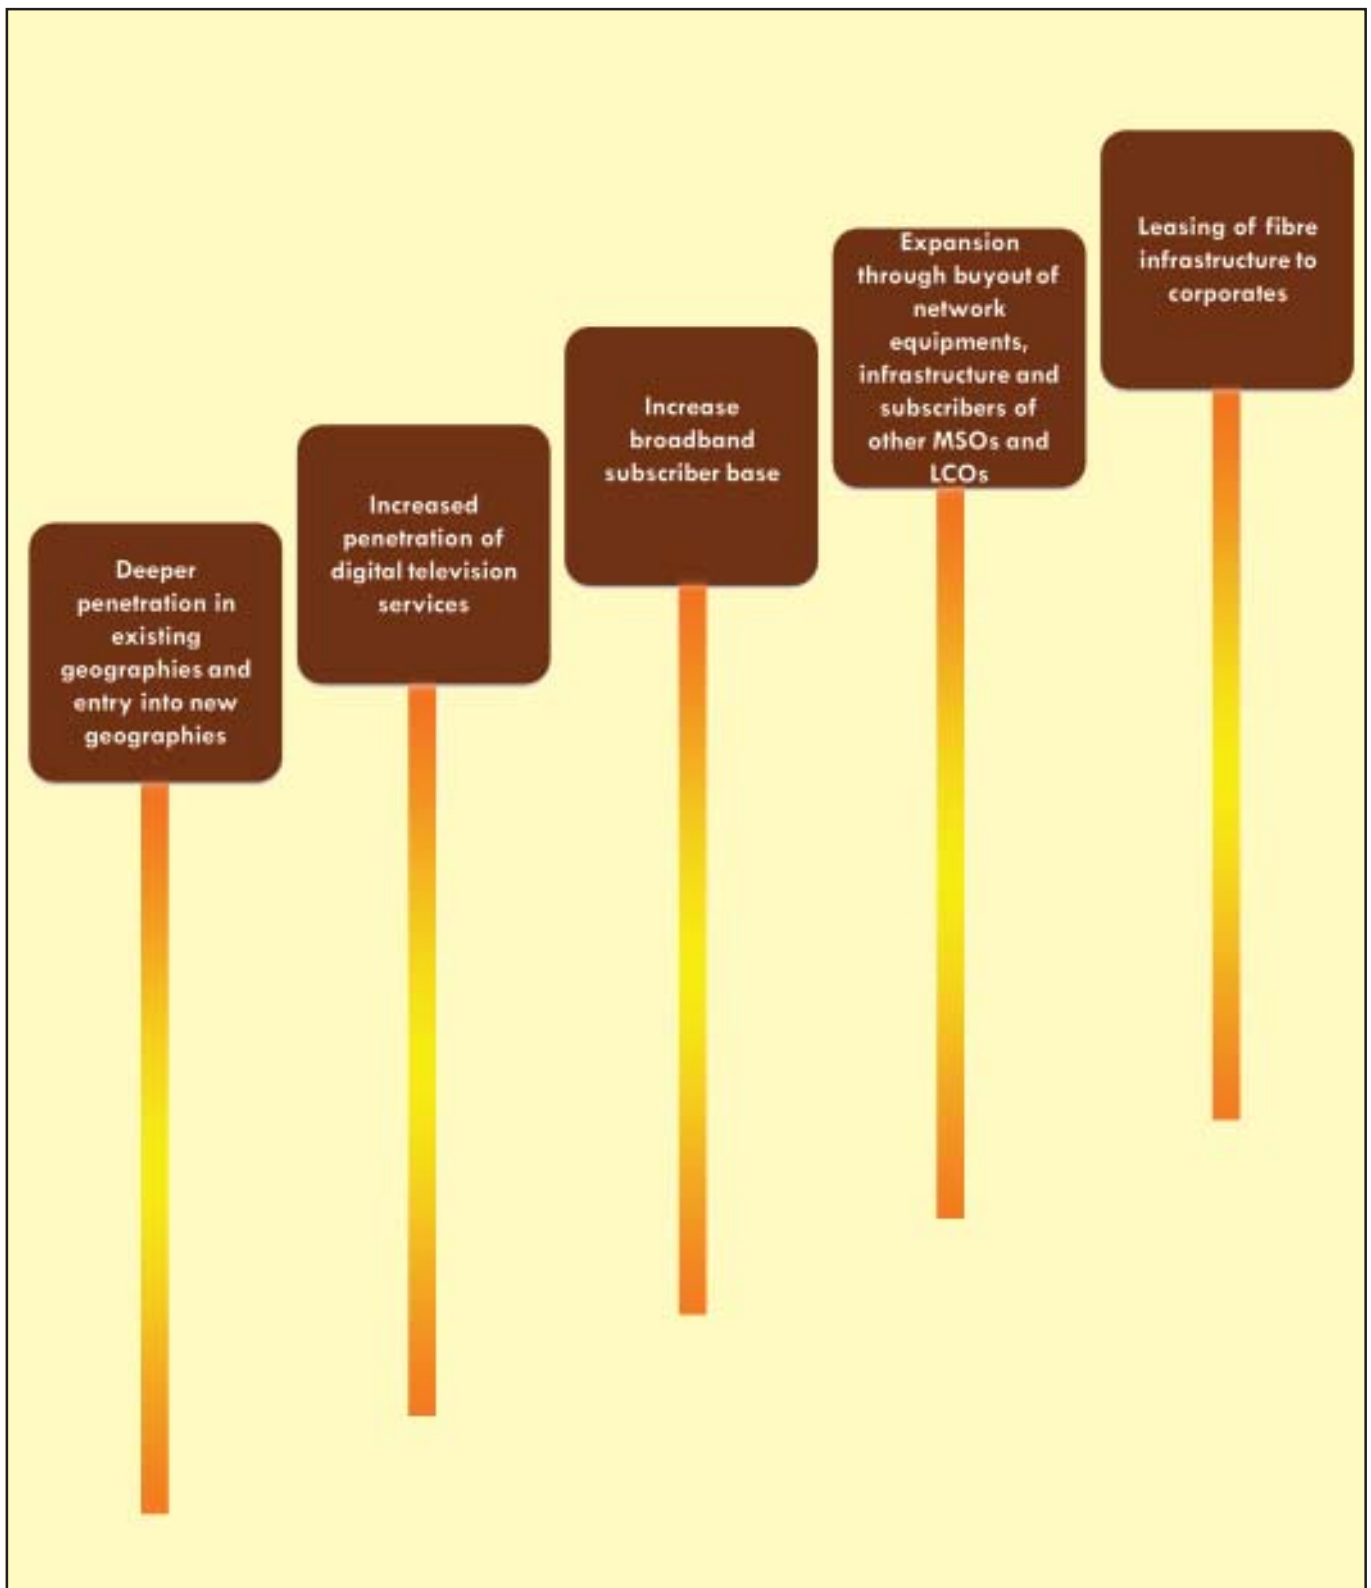 Deeper
penetration in
existing
geographies and
entry into new
geographies
Increased
penetration of
digital television
services
Increase
broadband
subscriber base
Expansion
through buyout of
network
equipments,
infrastructure and
subscribers of
other MSOs and
LCOs
Leasing of fibre
infrastructure to
corporates